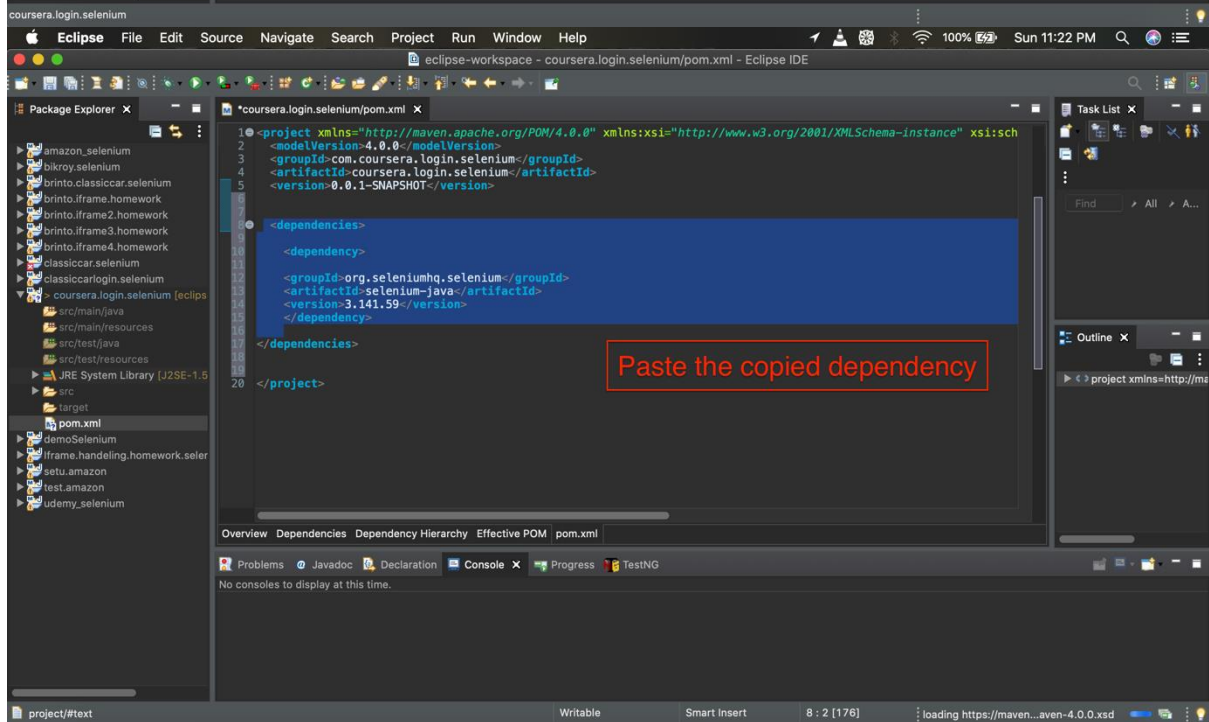 coursera.login.selenium
Eclipse File Edit Source Navigate Search Project Run Window Help 100% Sun 11:22 PM
eclipse-workspace - coursera.login.selenium/pom.xml - Eclipse IDE
Package Explorer
amazon_selenium
bikroy.selenium
brinto.classiccar.selenium
brinto.iframe.homework
brinto.iframe2.homework
brinto.iframe3.homework
brinto.iframe4.homework
classiccar.selenium
classiccarlogin.selenium
> coursera.login.selenium [eclips
src/main/java
src/main/resources
src/test/java
src/test/resources
JRE System Library [J2SE-1.5
src
target
pom.xml
demoSelenium
Iframe.handeling.homework.seler
setu.amazon
test.amazon
udemy_selenium
*coursera.login.selenium/pom.xml
1 <project xmlns="http://maven.apache.org/POM/4.0.0" xmlns:xsi="http://www.w3.org/2001/XMLSchema-instance" xsi:sch
2 <modelVersion>4.0.0</modelVersion>
3 <groupId>com.coursera.login.selenium</groupId>
4 <artifactId>coursera.login.selenium</artifactId>
5 <version>0.0.1-SNAPSHOT</version>
6
7
8 <dependencies>
9
10 <dependency>
11
12 <groupId>org.seleniumhq.selenium</groupId>
13 <artifactId>selenium-java</artifactId>
14 <version>3.141.59</version>
15 </dependency>
16
17 </dependencies>
18
19
20 </project>
Paste the copied dependency
Overview Dependencies Dependency Hierarchy Effective POM pom.xml
Problems Javadoc Declaration Console Progress TestNG
No consoles to display at this time.
Task List
Find All A...
Outline
project xmlns=http://ma
project/#text Writable Smart Insert 8 : 2 [176] loading https://maven...aven-4.0.0.xsd